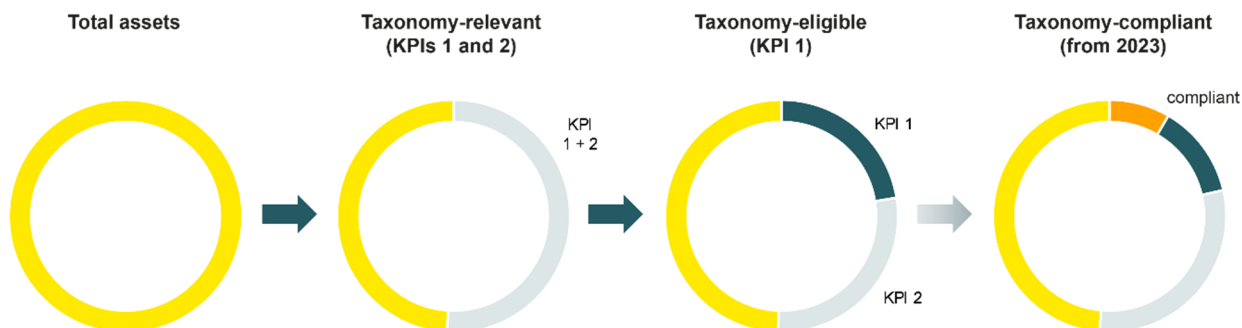 Total assets
Taxonomy-relevant
(KPIs 1 and 2)
Taxonomy-eligible
(KPI 1)
Taxonomy-compliant
(from 2023)
KPI
1 + 2
KPI 1
KPI 2
compliant